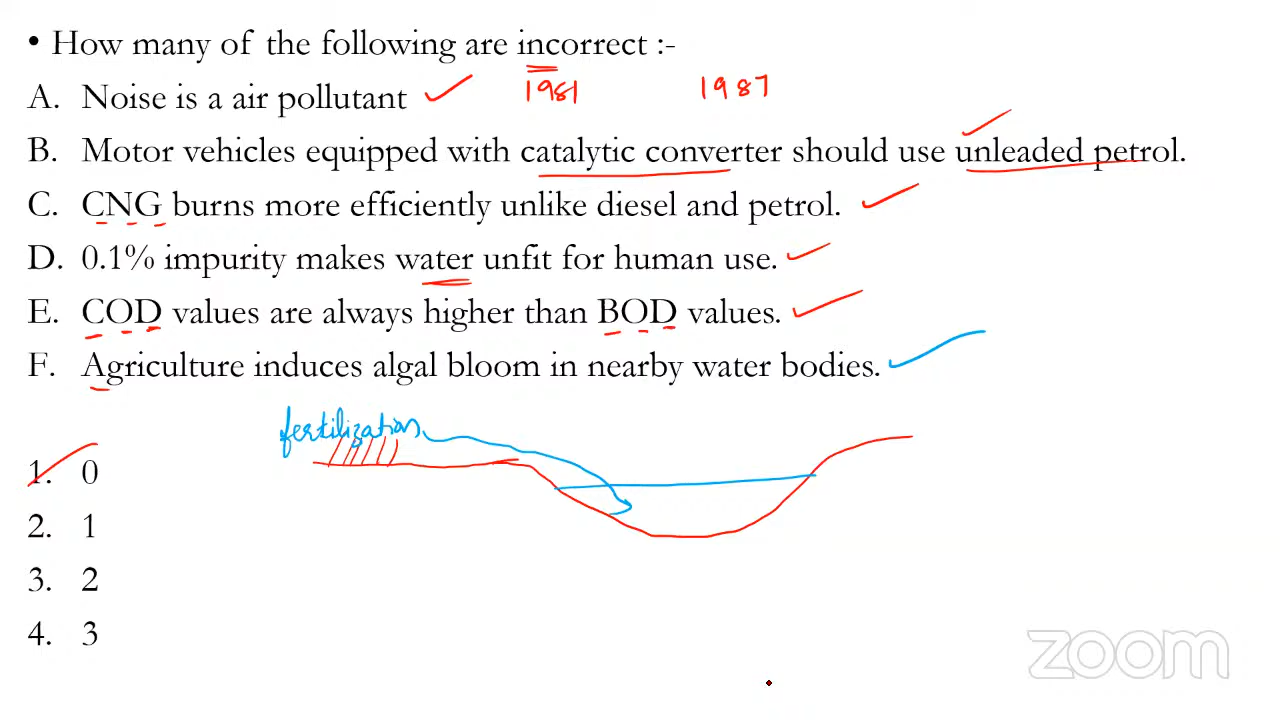 • How many of the following are incorrect :-
1981 1987
A. Noise is a air pollutant
B. Motor vehicles equipped with catalytic converter should use unleaded petrol.
C. CNG burns more efficiently unlike diesel and petrol.
D. 0.1% impurity makes water unfit for human use.
E. COD values are always higher than BOD values.
F. Agriculture induces algal bloom in nearby water bodies.
fertilization
1. 0
2. 1
3. 2
4. 3
zoom